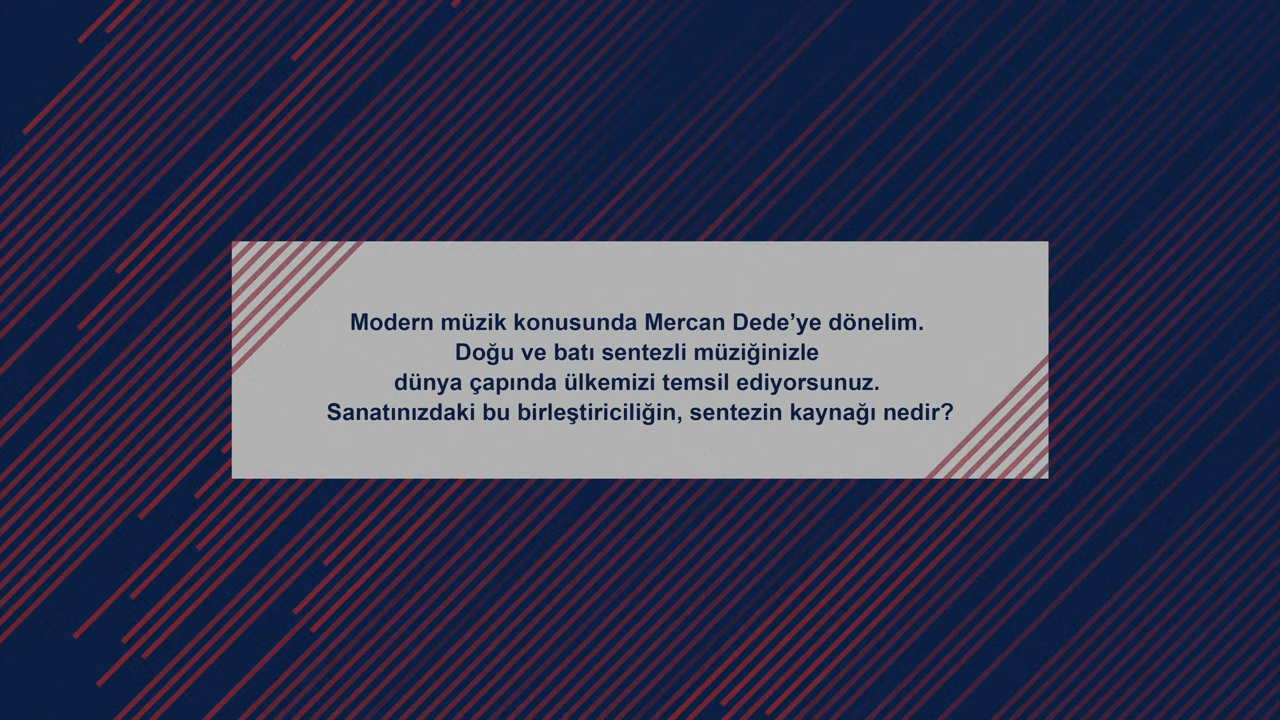 Modern müzik konusunda Mercan Dede’ye dönelim.
Doğu ve batı sentezli müziğinizle
dünya çapında ülkemizi temsil ediyorsunuz.
Sanatınızdaki bu birleştiriciliğin, sentezin kaynağı nedir?